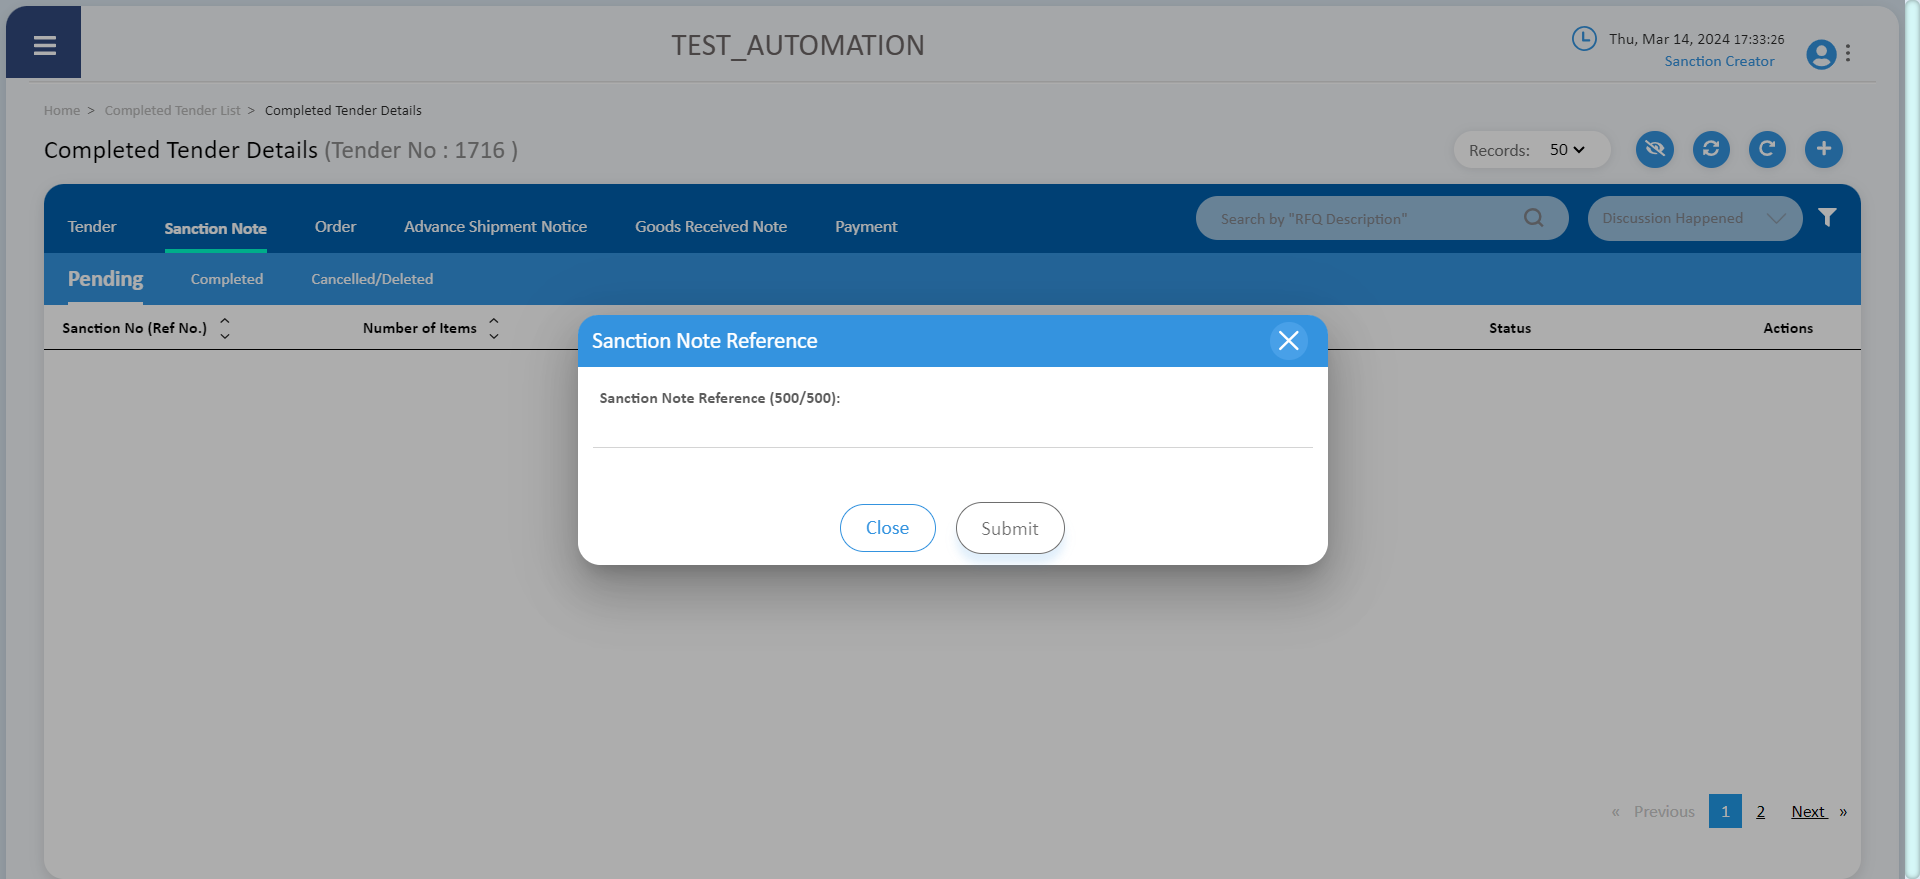 TEST_AUTOMATION
Thu, Mar 14, 2024 17:33:26
Sanction Creator
Home > Completed Tender List > Completed Tender Details
Completed Tender Details (Tender No : 1716 )
Records: 50
Tender Sanction Note Order Advance Shipment Notice Goods Received Note Payment Search by "RFQ Description" Discussion Happened
Pending Completed Cancelled/Deleted
Sanction No (Ref No.) Number of Items Status Actions
Sanction Note Reference
Sanction Note Reference (500/500):
Close Submit
« Previous 1 2 Next »